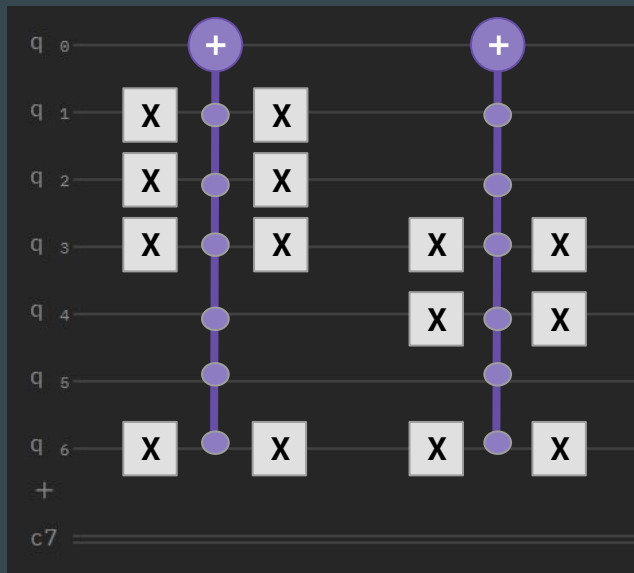 q 0 + +
q 1 X X
q 2 X X
q 3 X X X X
q 4 X X
q 5
q 6 X X X X
+
c7